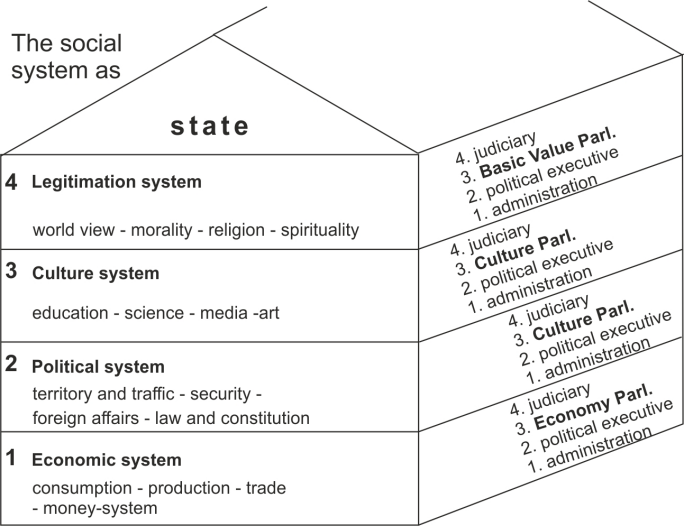 The social
system as
state
4 Legitimation system
world view - morality - religion - spirituality
4. judiciary
3. Basic Value Parl.
2. political executive
1. administration
3 Culture system
education - science - media -art
4. judiciary
3. Culture Parl.
2. political executive
1. administration
2 Political system
territory and traffic - security -
foreign affairs - law and constitution
4. judiciary
3. Culture Parl.
2. political executive
1. administration
1 Economic system
consumption - production - trade
- money-system
4. judiciary
3. Economy Parl.
2. political executive
1. administration